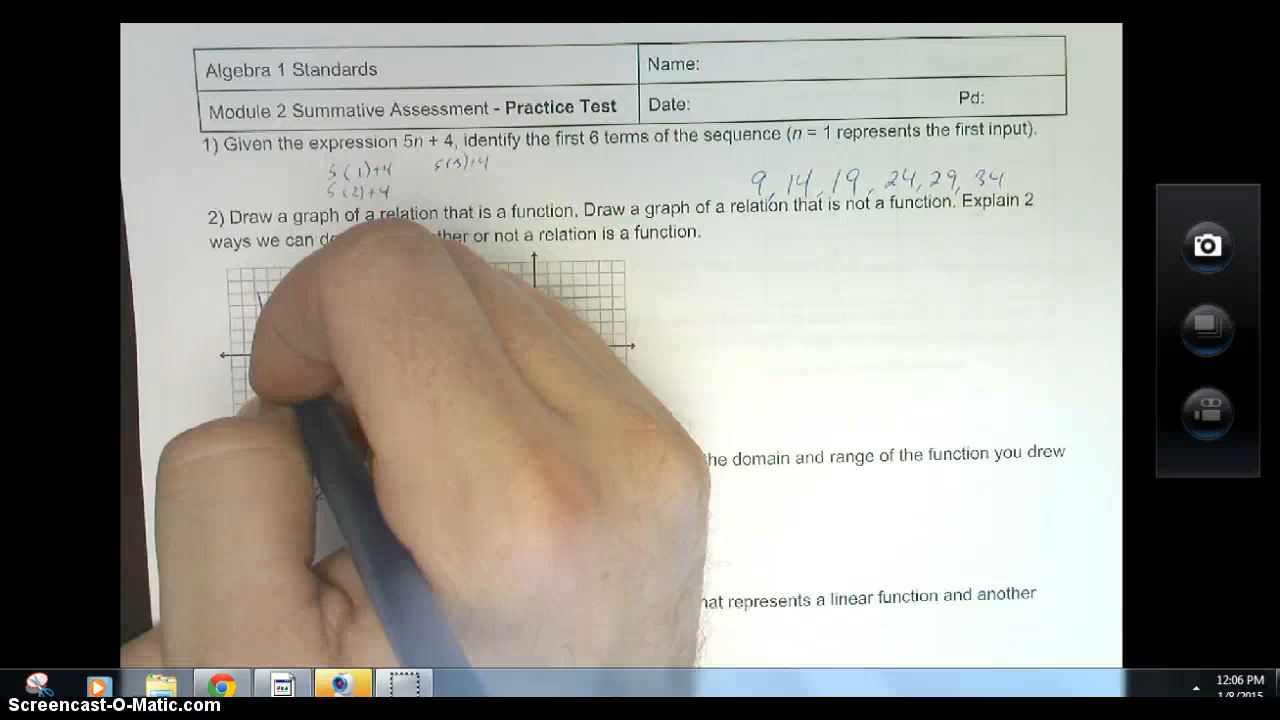 Algebra 1 Standards
Name:
Module 2 Summative Assessment - Practice Test
Date:
Pd:
1) Given the expression 5n + 4, identify the first 6 terms of the sequence (n = 1 represents the first input).
5(1)+4
5(3)+4
5(2)+4
9, 14, 19, 24, 29, 34
2) Draw a graph of a relation that is a function. Draw a graph of a relation that is not a function. Explain 2
ways we can or not a relation is a function.
the domain and range of the function you drew
that represents a linear function and another
12:06 PM
1/8/2015
Screencast-O-Matic.com